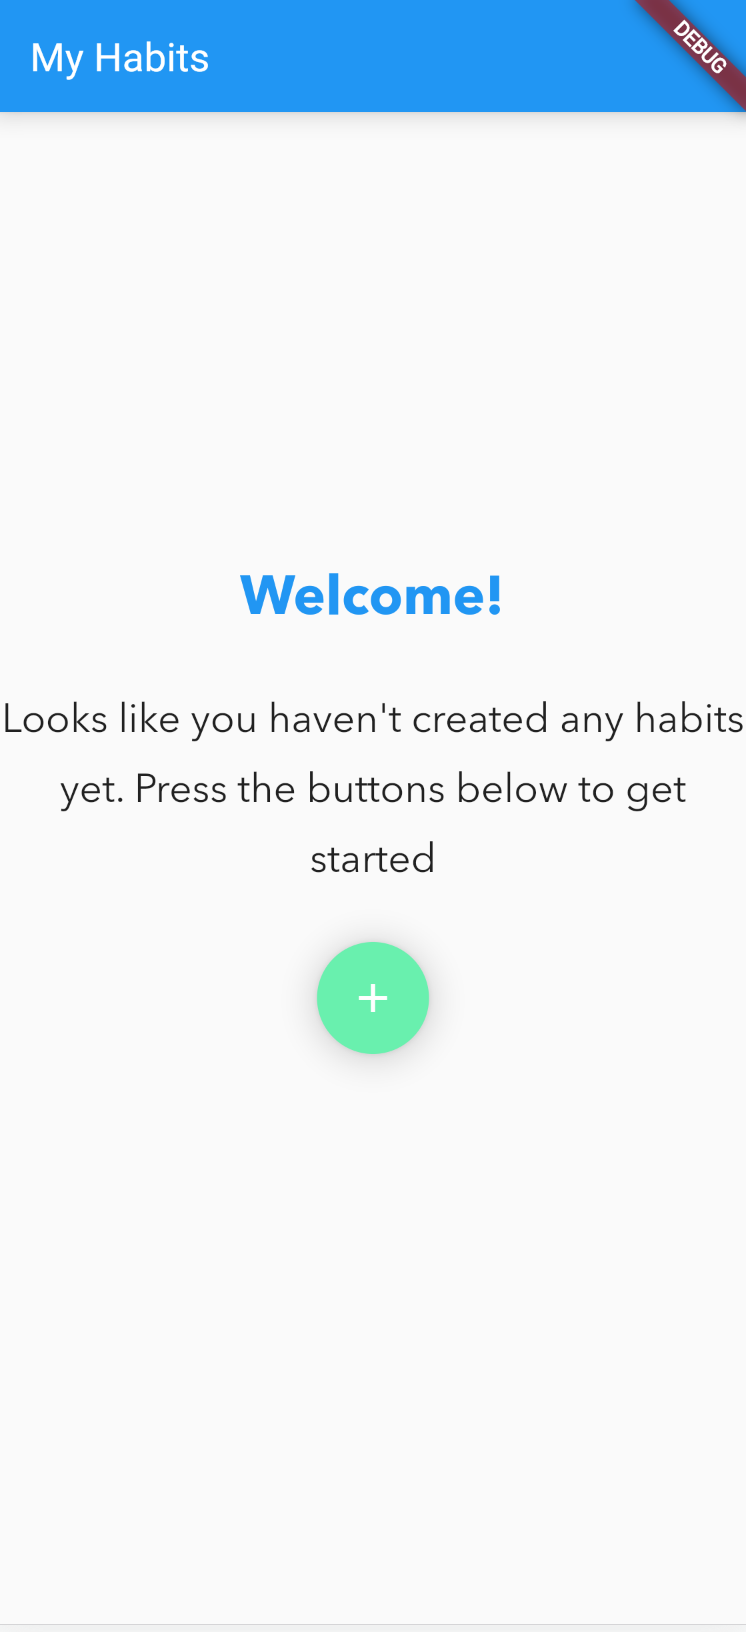 My Habits
DEBUG
Welcome!
Looks like you haven't created any habits
yet. Press the buttons below to get
started
+